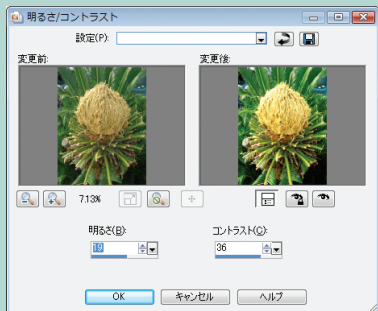 明るさ/コントラスト
設定(P):
変更前:
変更後:
7.13%
明るさ(B):
コントラスト(C):
19
36
OK
キャンセル
ヘルプ